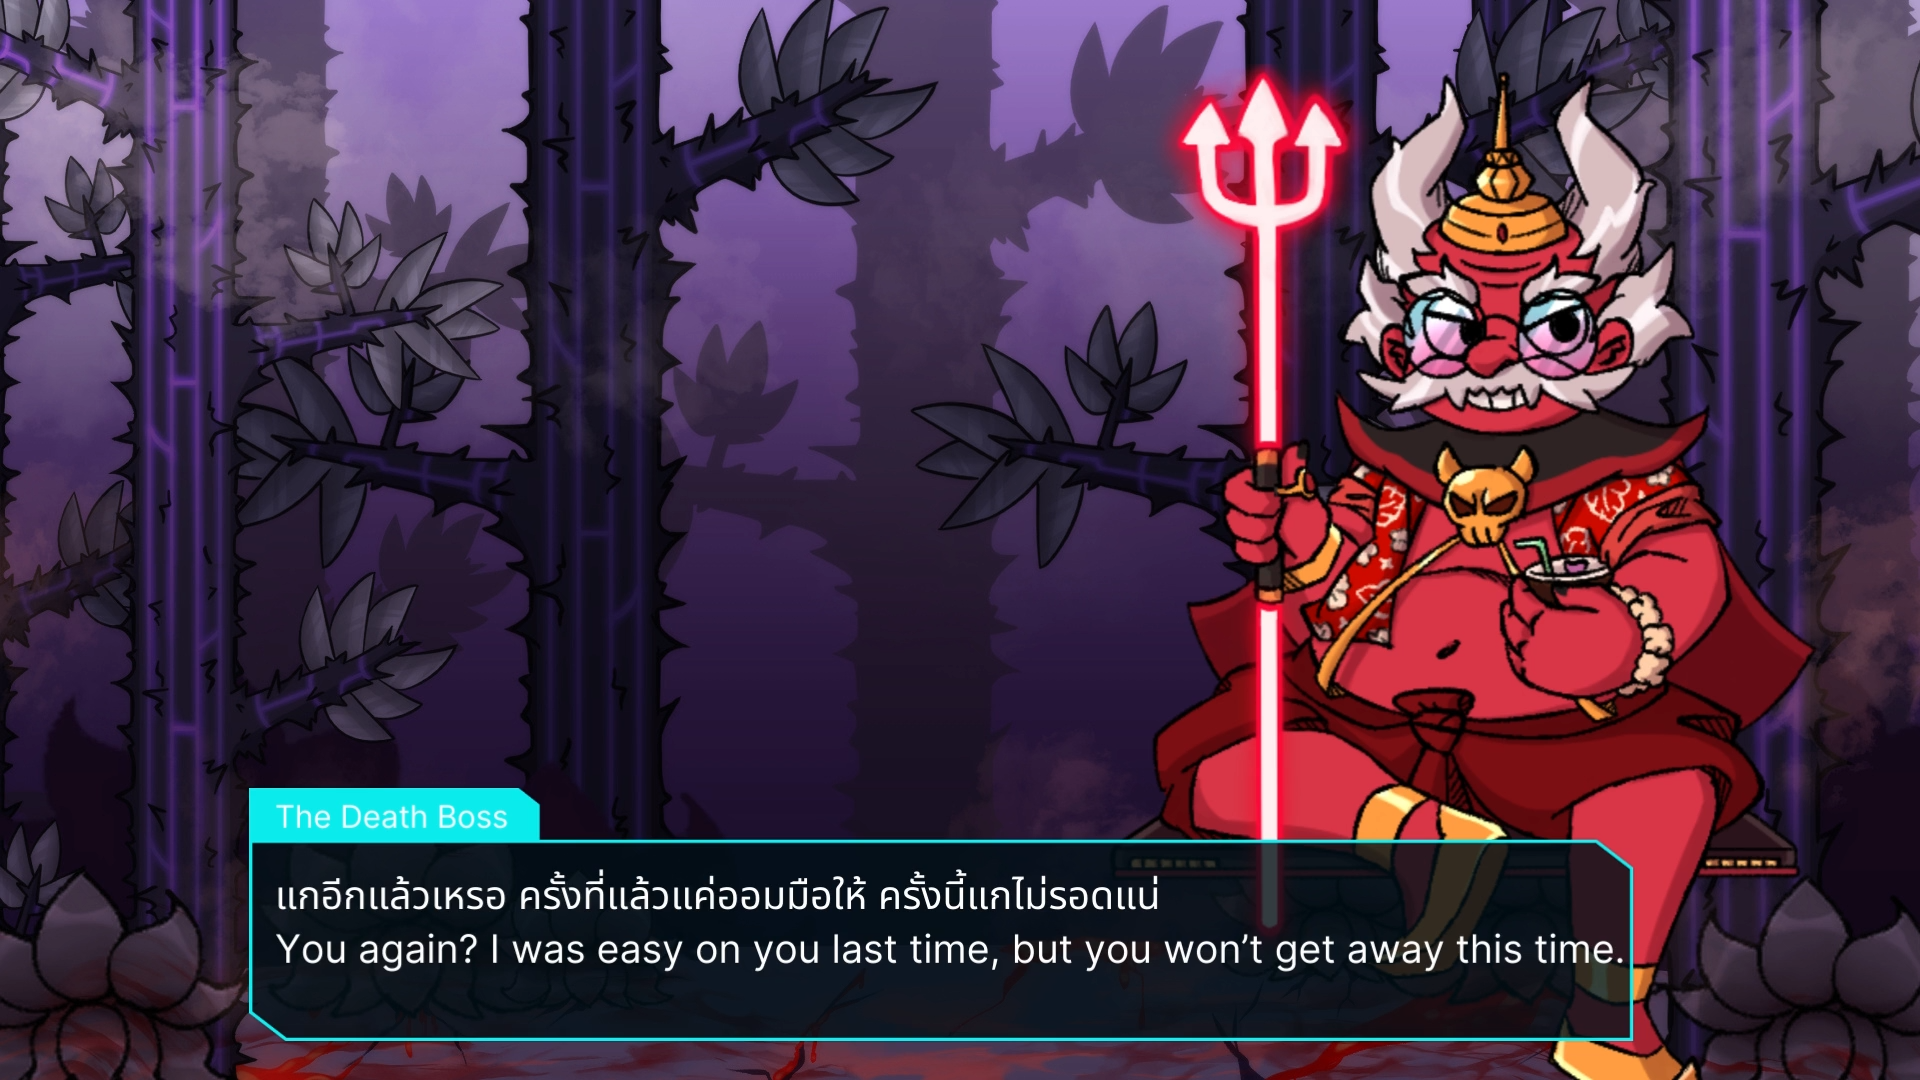 The Death Boss
แกอีกแล้วเหรอ ครั้งที่แล้วแค่ออมมือให้ ครั้งนี้แกไม่รอดแน่
You again? I was easy on you last time, but you won’t get away this time.